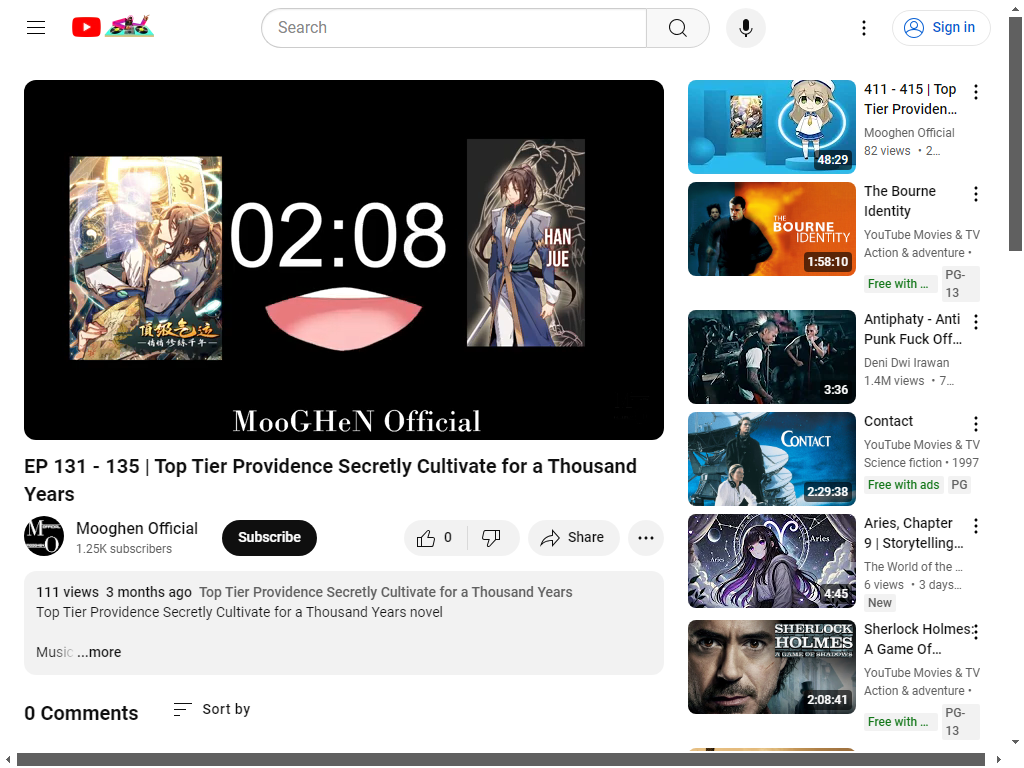 Search
Sign in
02:08
HAN
JUE
頂級氣运
悄悄修练千年
MooGHeN Official
EP 131 - 135 | Top Tier Providence Secretly Cultivate for a Thousand
Years
Mooghen Official
1.25K subscribers
Subscribe
0
Share
111 views 3 months ago Top Tier Providence Secretly Cultivate for a Thousand Years
Top Tier Providence Secretly Cultivate for a Thousand Years novel
Music ...more
0 Comments
Sort by
48:29
411 - 415 | Top
Tier Providen...
Mooghen Official
82 views • 2...
THE
BOURNE
IDENTITY
1:58:10
The Bourne
Identity
YouTube Movies & TV
Action & adventure •
Free with ...
PG-
13
3:36
Antiphaty - Anti
Punk Fuck Off...
Deni Dwi Irawan
1.4M views • 7...
CONTACT
2:29:38
Contact
YouTube Movies & TV
Science fiction • 1997
Free with ads
PG
Aries
Aries
4:45
Aries, Chapter
9 | Storytelling...
The World of the ...
6 views • 3 days...
New
SHERLOCK
HOLMES
A GAME OF SHADOWS
2:08:41
Sherlock Holmes:
A Game Of...
YouTube Movies & TV
Action & adventure •
Free with ...
PG-
13